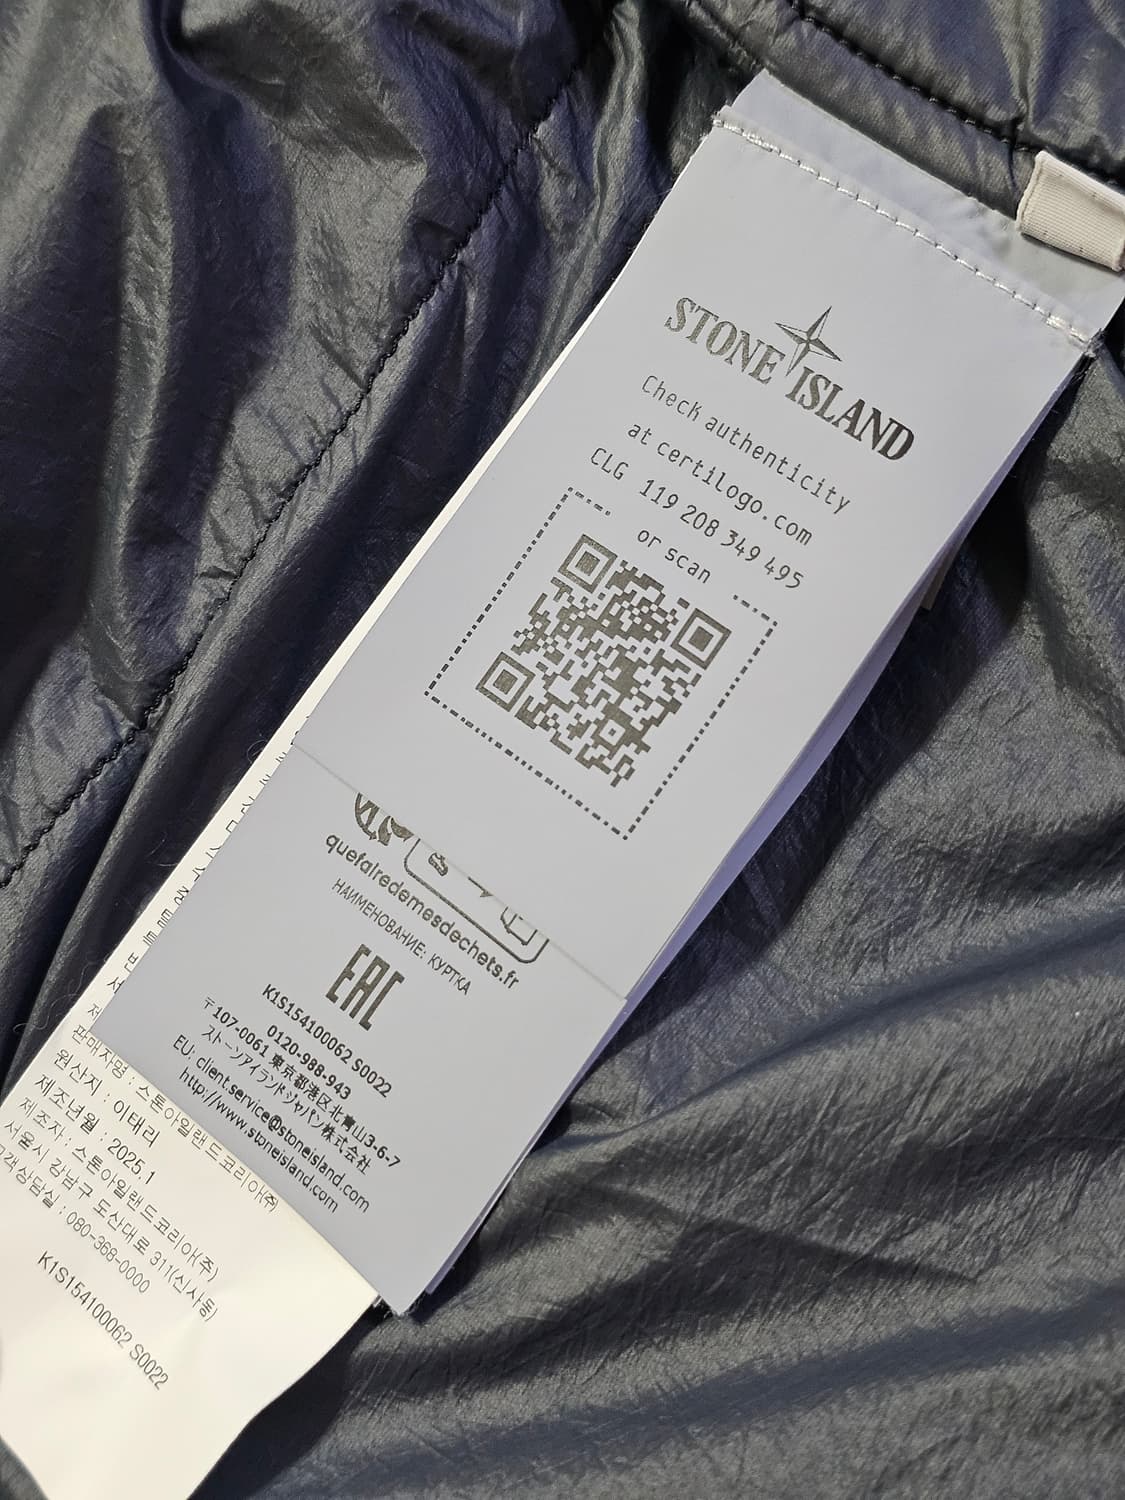 STONE ISLAND
Check authenticity
at certilogo.com
CLG 119 208 349 495
or scan
quefairedemesdechets.fr
НАИМЕНОВАНИЕ: КУРТКА
EAC
K1S154100062 S0022
0120-988-943
〒107-0061 東京都港区北青山3-6-7
ストーンアイランドジャパン株式会社
EU: client.service@stoneisland.com
http://www.stoneisland.com
판매자명 : 스톤아일랜드코리아(주)
원산지 : 이태리
제조년월 : 2025.1
제조자 : 스톤아일랜드코리아(주)
서울시 강남구 도산대로 311(신사동)
고객상담실 : 080-368-0000
K1S154100062 S0022